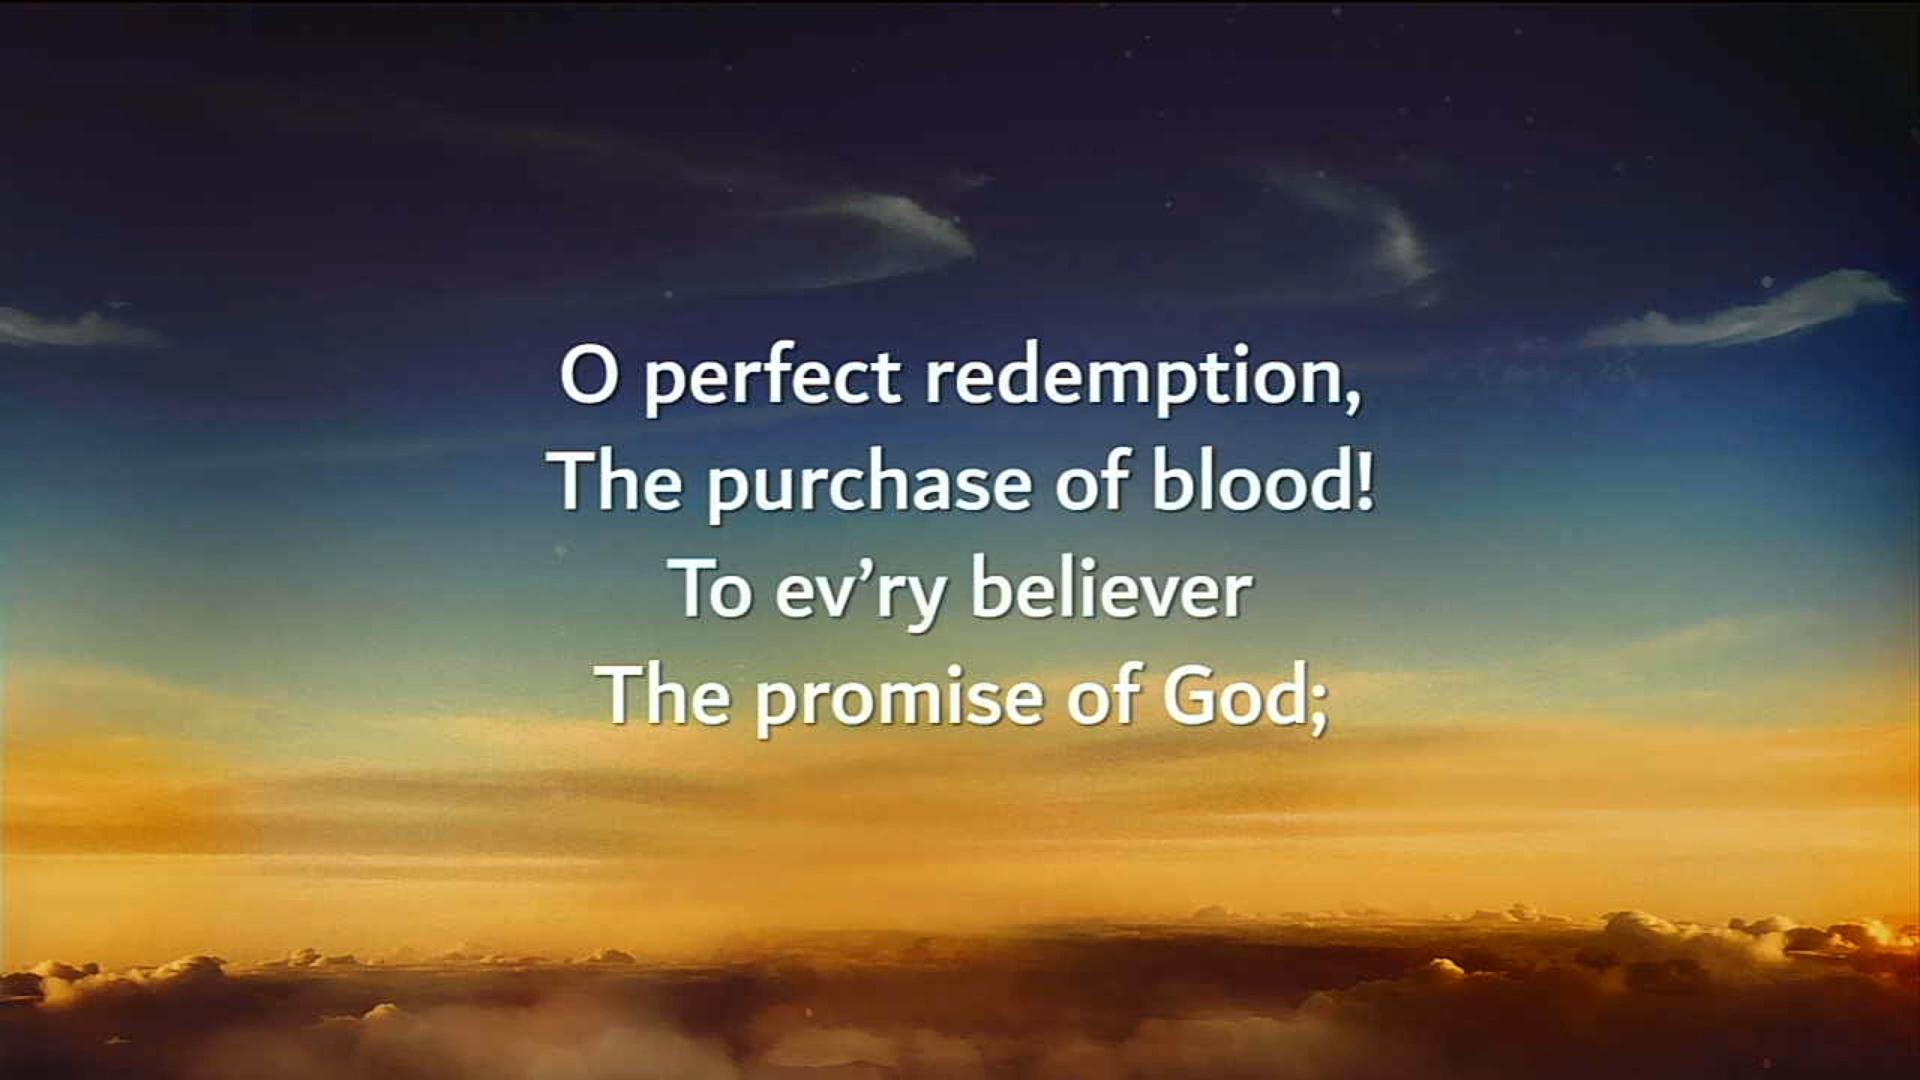 O perfect redemption,
The purchase of blood!
To ev’ry believer
The promise of God;